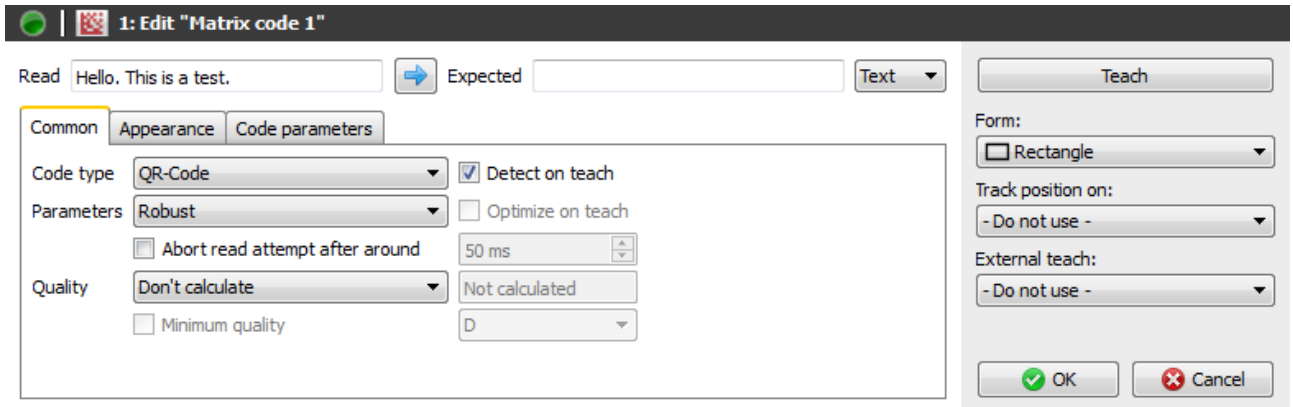 1: Edit "Matrix code 1"
Read Hello. This is a test. Expected Text
Common Appearance Code parameters
Code type QR-Code Detect on teach
Parameters Robust Optimize on teach
Abort read attempt after around 50 ms
Quality Don't calculate Not calculated
Minimum quality D
Teach
Form:
Rectangle
Track position on:
- Do not use -
External teach:
- Do not use -
OK Cancel